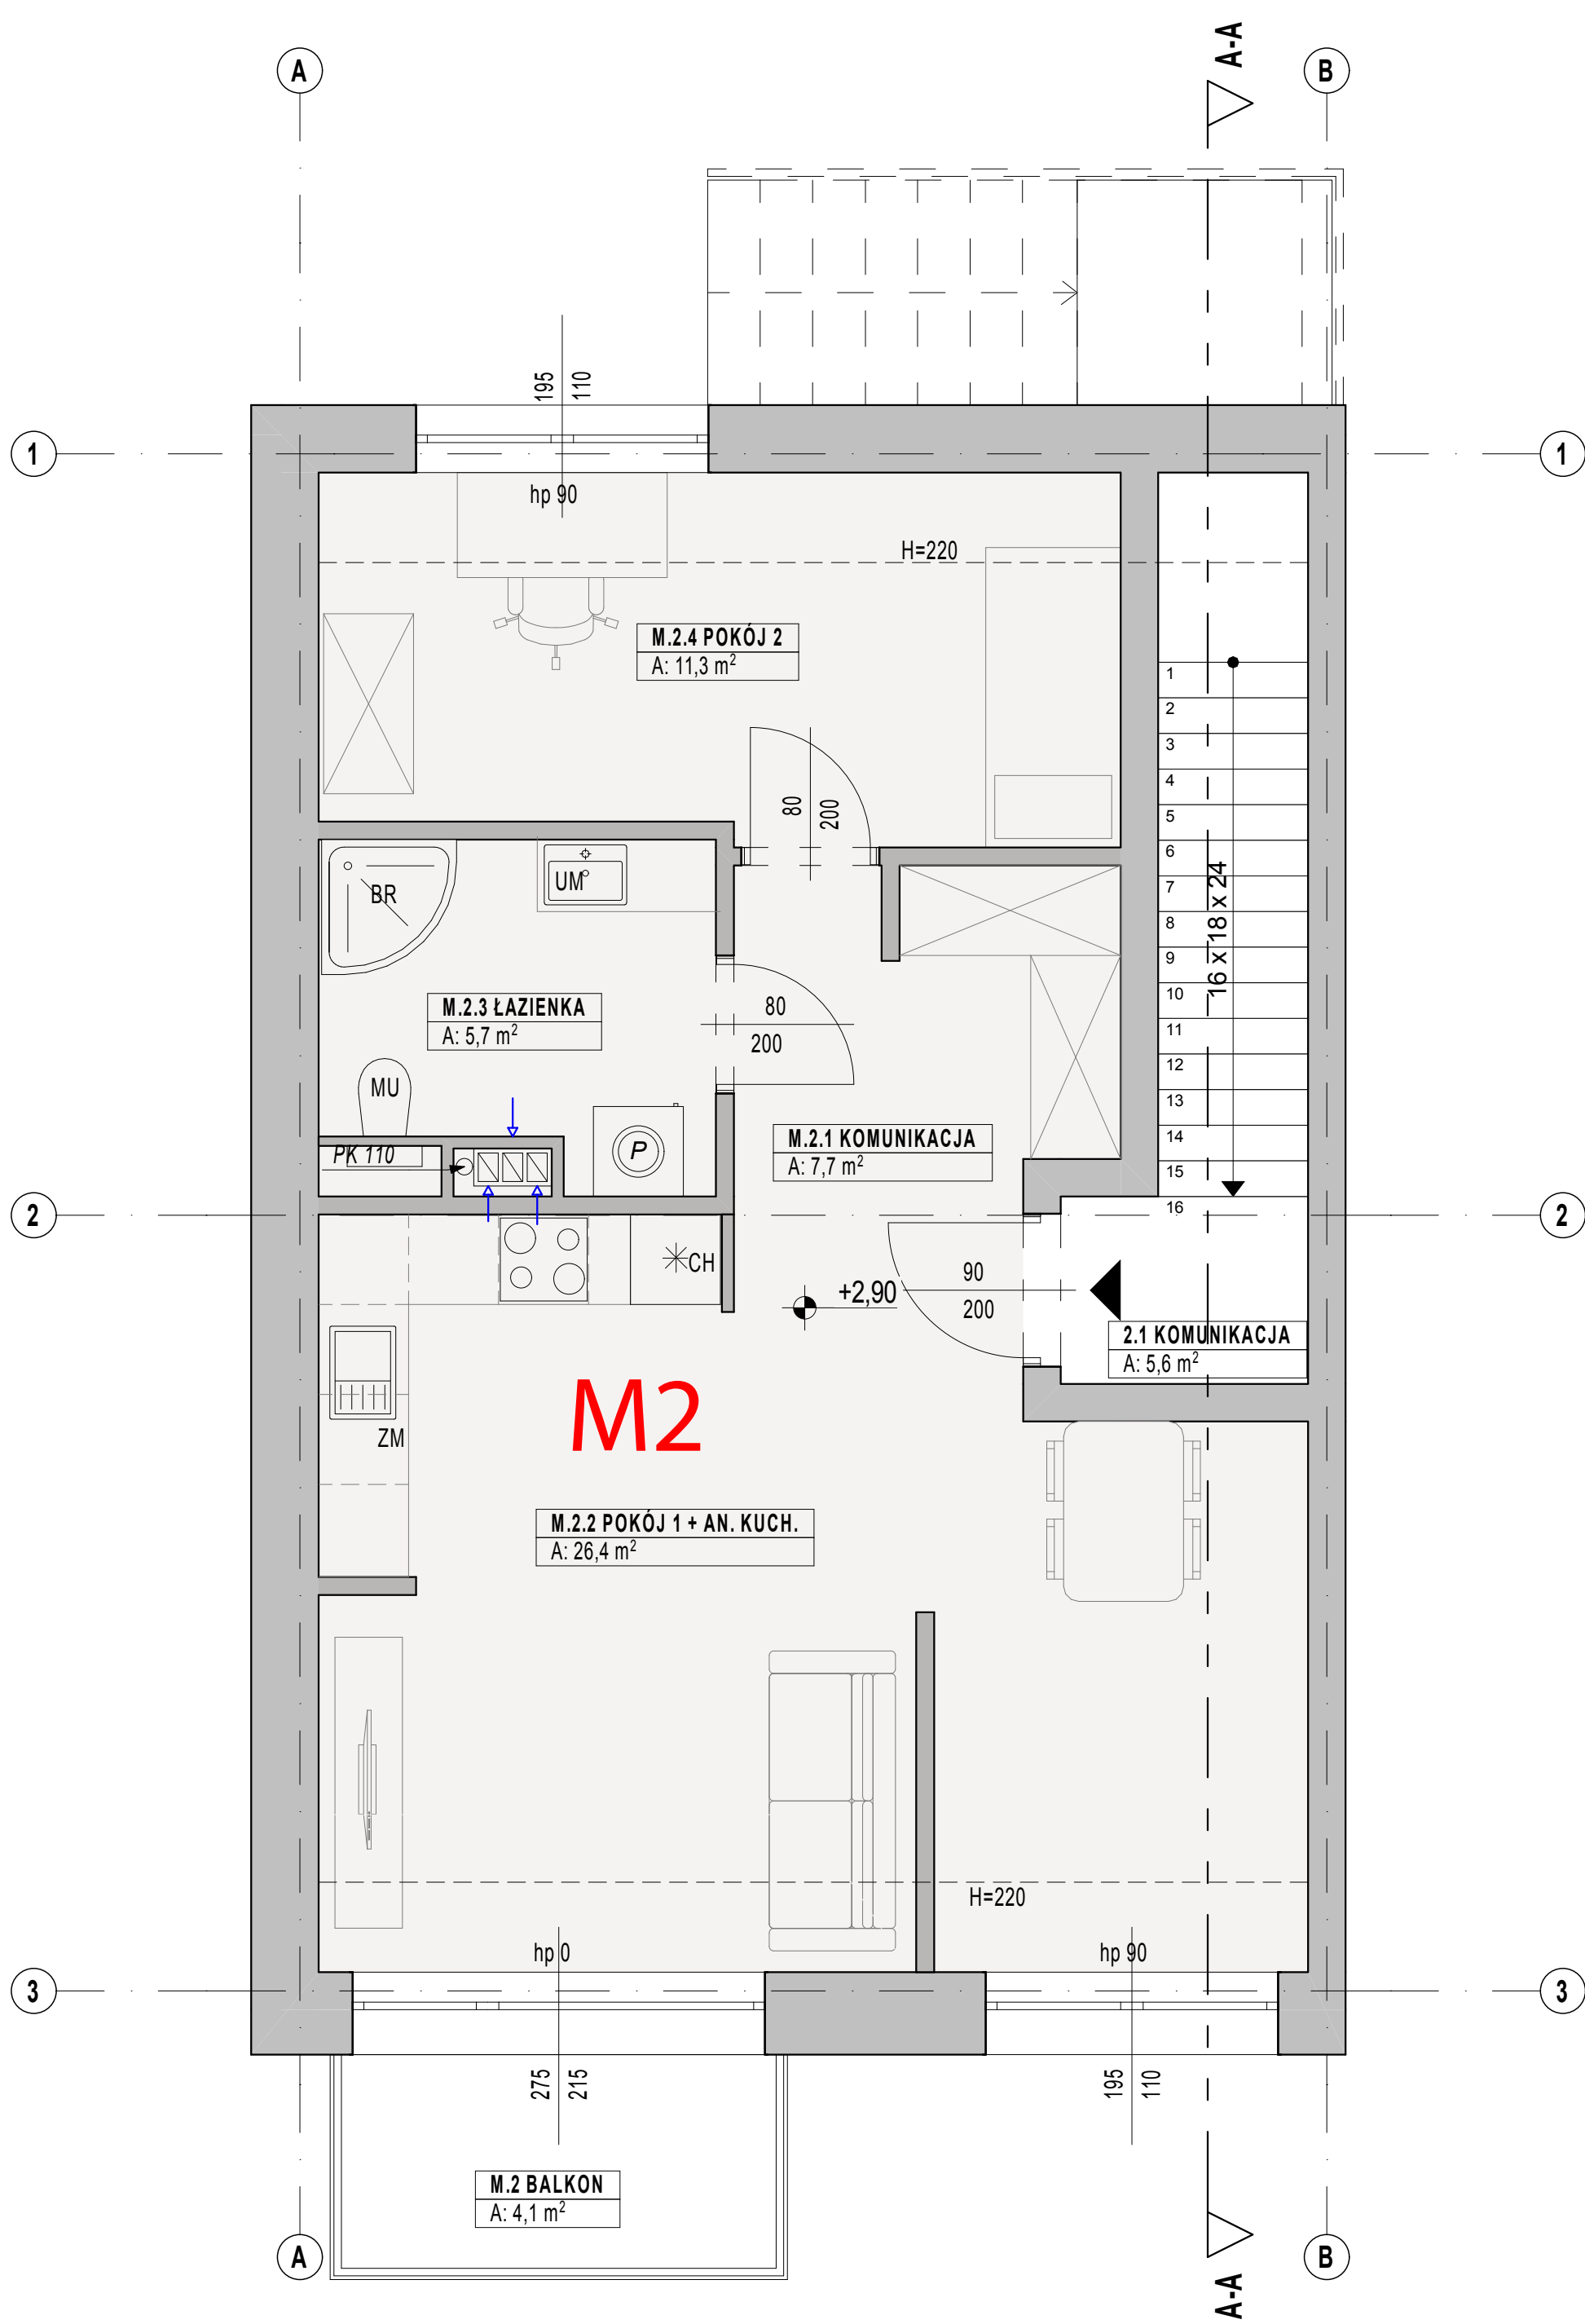 A-A
A
B
195
110
1
1
hp 90
H=220
M.2.4 POKÓJ 2
A: 11,3 m²
1
2
3
4
5
6
7
8
9
10
11
12
13
14
15
16
16 x 18 x 24
80
200
BR
UM
M.2.3 ŁAZIENKA
A: 5,7 m²
80
200
MU
P
PK 110
M.2.1 KOMUNIKACJA
A: 7,7 m²
2
2
CH
+2,90
90
200
2.1 KOMUNIKACJA
A: 5,6 m²
ZM
M2
M.2.2 POKÓJ 1 + AN. KUCH.
A: 26,4 m²
H=220
hp 0
hp 90
3
3
275
215
195
110
M.2 BALKON
A: 4,1 m²
A
B
A-A